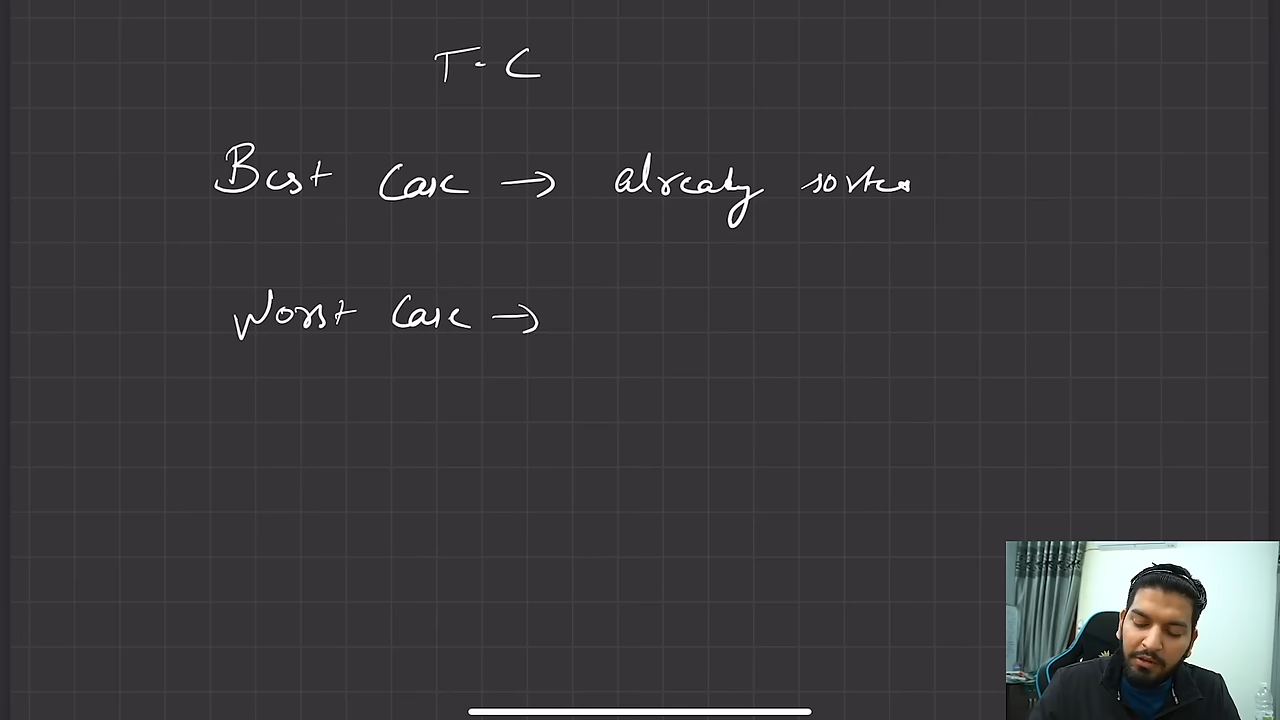 T. C
Best Case → already sorted
Worst Case →